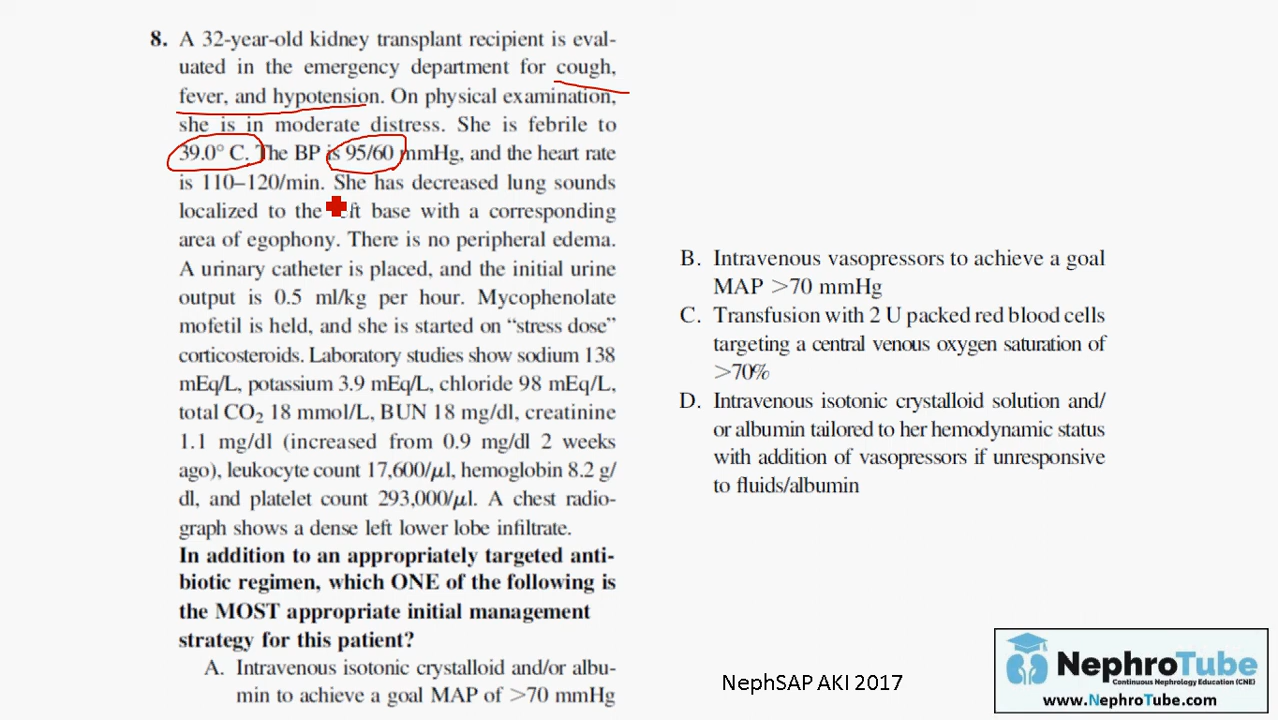 8. A 32-year-old kidney transplant recipient is eval-
uated in the emergency department for cough,
fever, and hypotension. On physical examination,
she is in moderate distress. She is febrile to
39.0° C. The BP is 95/60 mmHg, and the heart rate
is 110–120/min. She has decreased lung sounds
localized to the base with a corresponding
area of egophony. There is no peripheral edema.
A urinary catheter is placed, and the initial urine
output is 0.5 ml/kg per hour. Mycophenolate
mofetil is held, and she is started on “stress dose”
corticosteroids. Laboratory studies show sodium 138
mEq/L, potassium 3.9 mEq/L, chloride 98 mEq/L,
total CO₂ 18 mmol/L, BUN 18 mg/dl, creatinine
1.1 mg/dl (increased from 0.9 mg/dl 2 weeks
ago), leukocyte count 17,600/μl, hemoglobin 8.2 g/
dl, and platelet count 293,000/μl. A chest radio-
graph shows a dense left lower lobe infiltrate.
In addition to an appropriately targeted anti-
biotic regimen, which ONE of the following is
the MOST appropriate initial management
strategy for this patient?
A. Intravenous isotonic crystalloid and/or albu-
min to achieve a goal MAP of >70 mmHg
B. Intravenous vasopressors to achieve a goal
MAP >70 mmHg
C. Transfusion with 2 U packed red blood cells
targeting a central venous oxygen saturation of
>70%
D. Intravenous isotonic crystalloid solution and/
or albumin tailored to her hemodynamic status
with addition of vasopressors if unresponsive
to fluids/albumin
NephSAP AKI 2017
NephroTube
Continuous Nephrology Education (CNE)
www.NephroTube.com